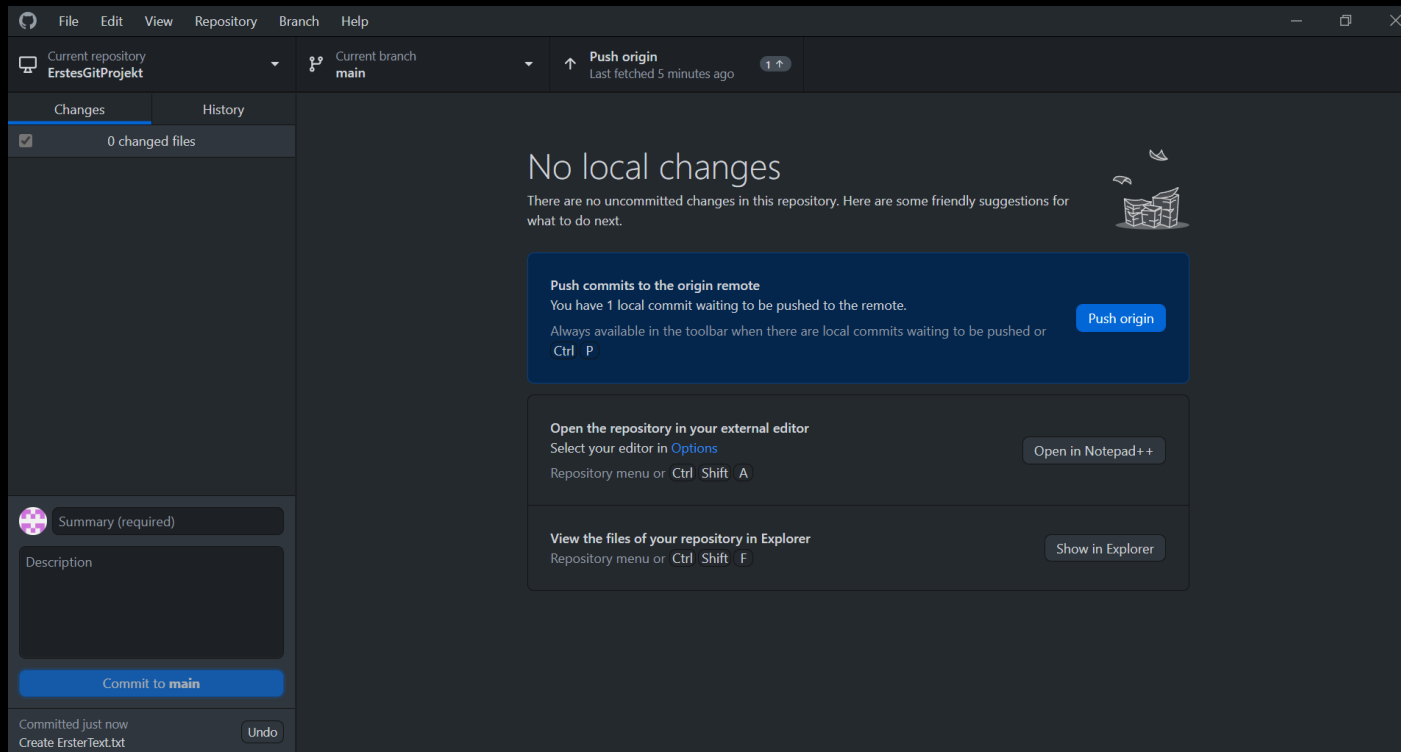 File Edit View Repository Branch Help
Current repository
ErstesGitProjekt
Current branch
main
Push origin
Last fetched 5 minutes ago
1
Changes History
0 changed files
No local changes
There are no uncommitted changes in this repository. Here are some friendly suggestions for
what to do next.
Push commits to the origin remote
You have 1 local commit waiting to be pushed to the remote.
Always available in the toolbar when there are local commits waiting to be pushed or
Ctrl P
Push origin
Open the repository in your external editor
Select your editor in Options
Repository menu or Ctrl Shift A
Open in Notepad++
View the files of your repository in Explorer
Repository menu or Ctrl Shift F
Show in Explorer
Summary (required)
Description
Commit to main
Committed just now
Create ErsterText.txt
Undo